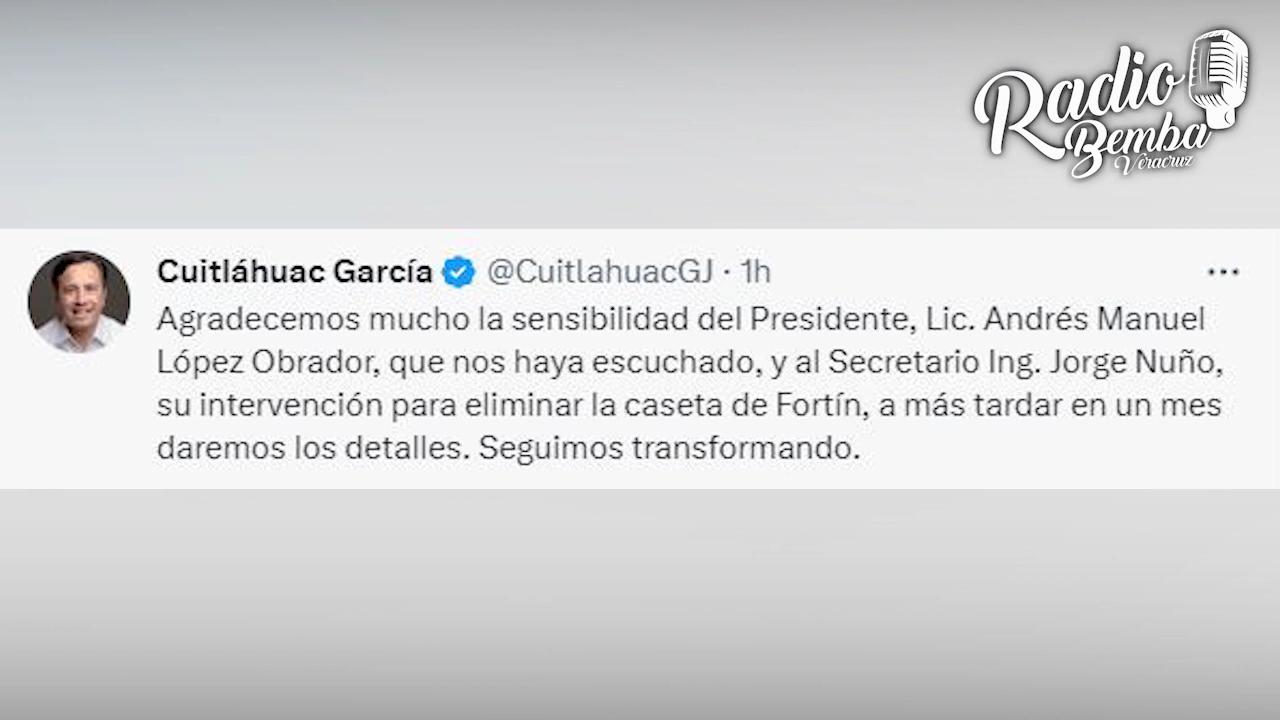 Radio
Bemba
Veracruz
Cuitláhuac García @CuitlahuacGJ · 1h
Agradecemos mucho la sensibilidad del Presidente, Lic. Andrés Manuel
López Obrador, que nos haya escuchado, y al Secretario Ing. Jorge Nuño,
su intervención para eliminar la caseta de Fortín, a más tardar en un mes
daremos los detalles. Seguimos transformando.